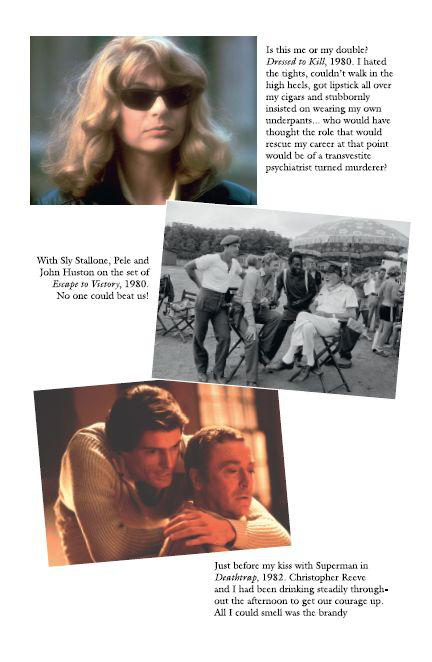 Is this me or my double?
Dressed to Kill, 1980. I hated
the tights, couldn't walk in the
high heels, got lipstick all over
my cigars and stubbornly
insisted on wearing my own
underpants... who would have
thought the role that would
rescue my career at that point
would be of a transvestite
psychiatrist turned murderer?
With Sly Stallone, Pele and
John Huston on the set of
Escape to Victory, 1980.
No one could beat us!
Just before my kiss with Superman in
Deathtrap, 1982. Christopher Reeve
and I had been drinking steadily through-
out the afternoon to get our courage up.
All I could smell was the brandy